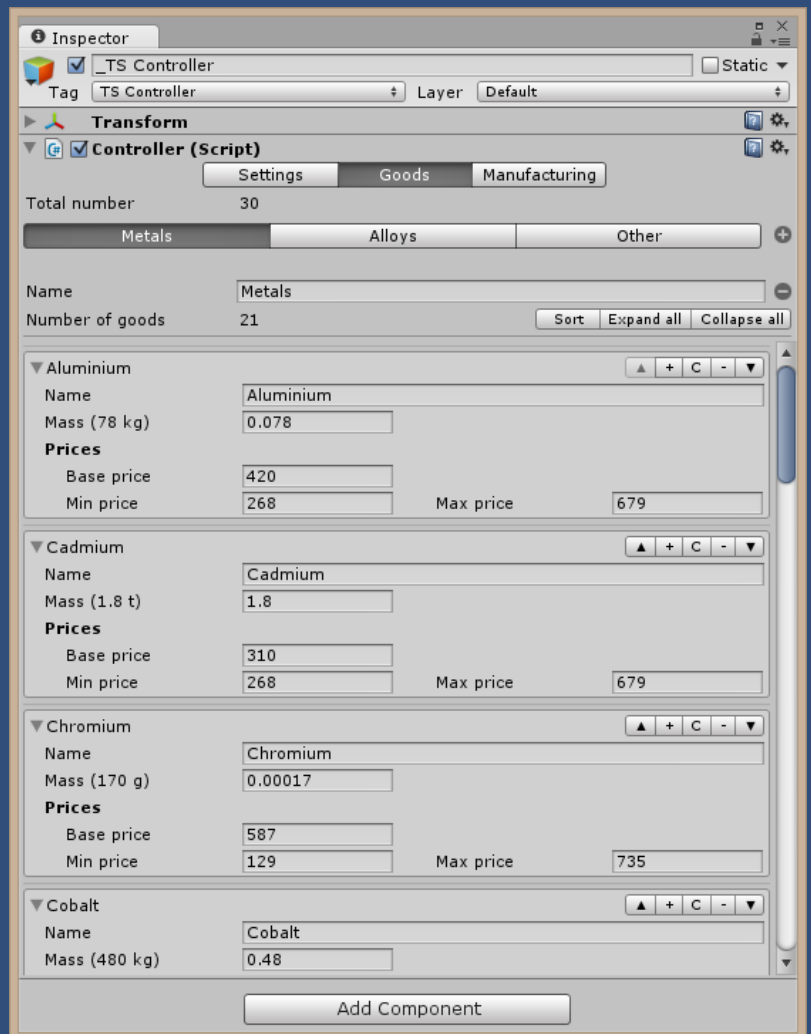 Inspector
_TS Controller Static
Tag TS Controller Layer Default
Transform
Controller (Script)
Settings Goods Manufacturing
Total number 30
Metals Alloys Other
Name Metals
Number of goods 21 Sort Expand all Collapse all
Aluminium + C - 
Name Aluminium
Mass (78 kg) 0.078
Prices
Base price 420
Min price 268 Max price 679
Cadmium + C -
Name Cadmium
Mass (1.8 t) 1.8
Prices
Base price 310
Min price 268 Max price 679
Chromium + C -
Name Chromium
Mass (170 g) 0.00017
Prices
Base price 587
Min price 129 Max price 735
Cobalt + C -
Name Cobalt
Mass (480 kg) 0.48
Add Component